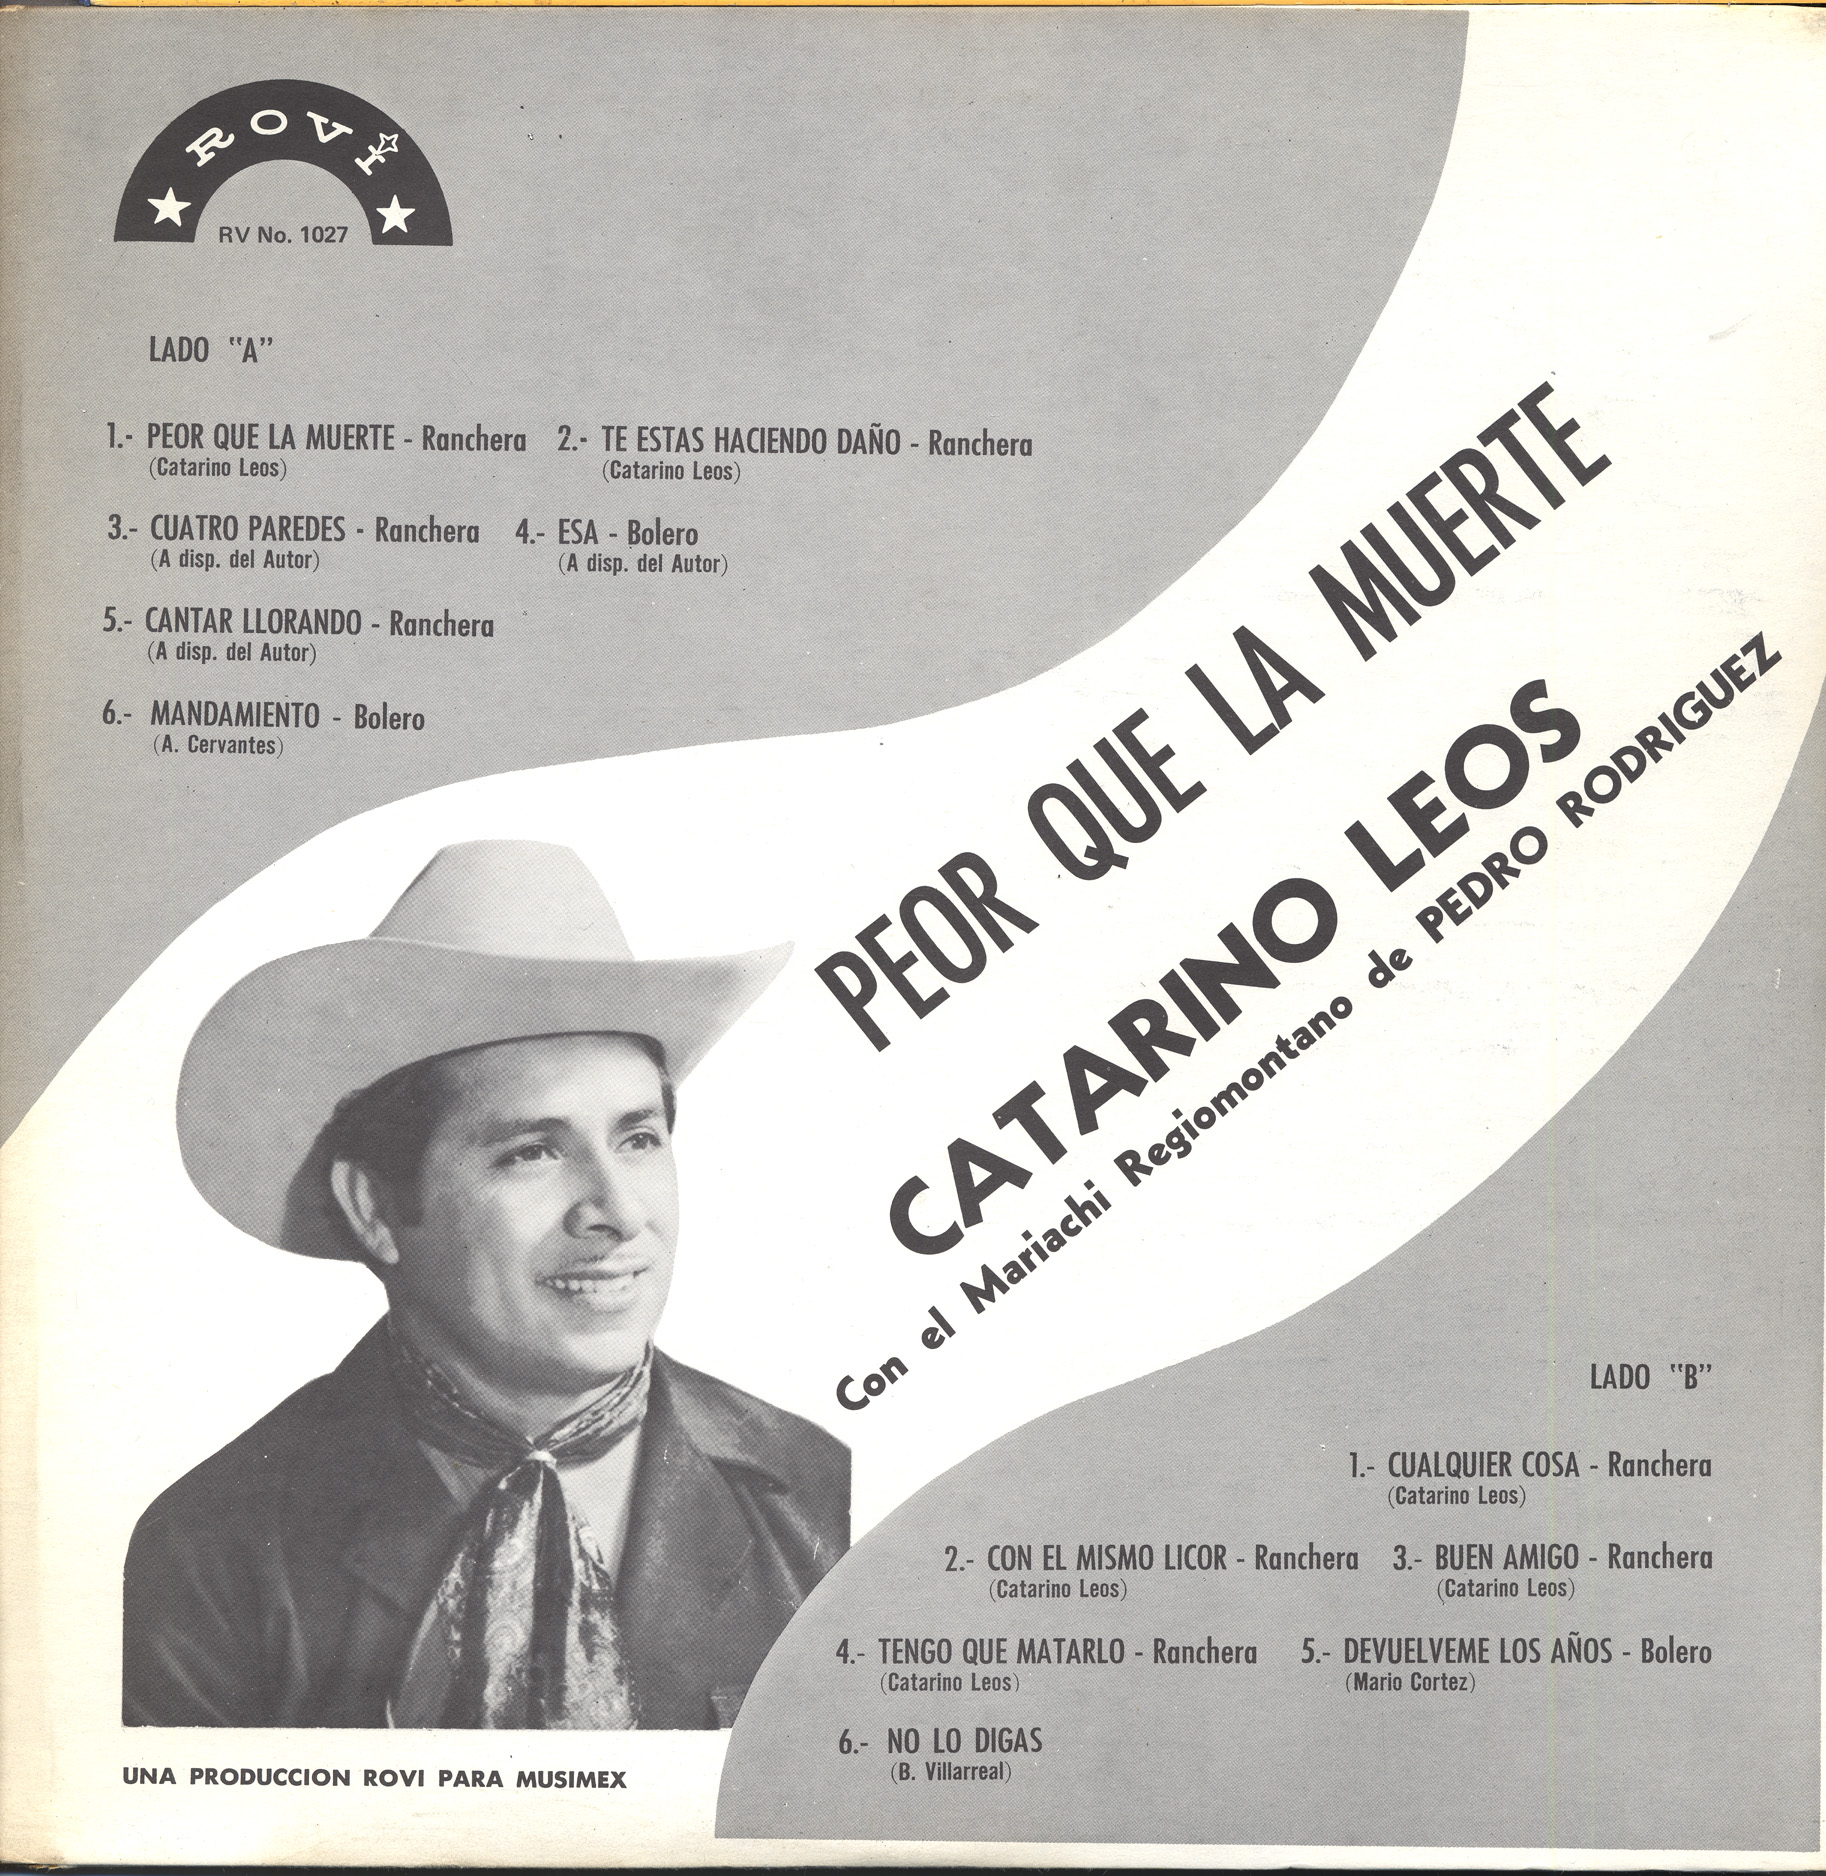 ROVI
RV No. 1027
LADO "A"
1.- PEOR QUE LA MUERTE - Ranchera 2.- TE ESTAS HACIENDO DAÑO - Ranchera
(Catarino Leos) (Catarino Leos)
3.- CUATRO PAREDES - Ranchera 4.- ESA - Bolero
(A disp. del Autor) (A disp. del Autor)
5.- CANTAR LLORANDO - Ranchera
(A disp. del Autor)
6.- MANDAMIENTO - Bolero
(A. Cervantes)
PEOR QUE LA MUERTE
CATARINO LEOS
Con el Mariachi Regiomontano de PEDRO RODRIGUEZ
LADO "B"
1.- CUALQUIER COSA - Ranchera
(Catarino Leos)
2.- CON EL MISMO LICOR - Ranchera 3.- BUEN AMIGO - Ranchera
(Catarino Leos) (Catarino Leos)
4.- TENGO QUE MATARLO - Ranchera 5.- DEVUELVEME LOS AÑOS - Bolero
(Catarino Leos) (Mario Cortez)
6.- NO LO DIGAS
(B. Villarreal)
UNA PRODUCCION ROVI PARA MUSIMEX